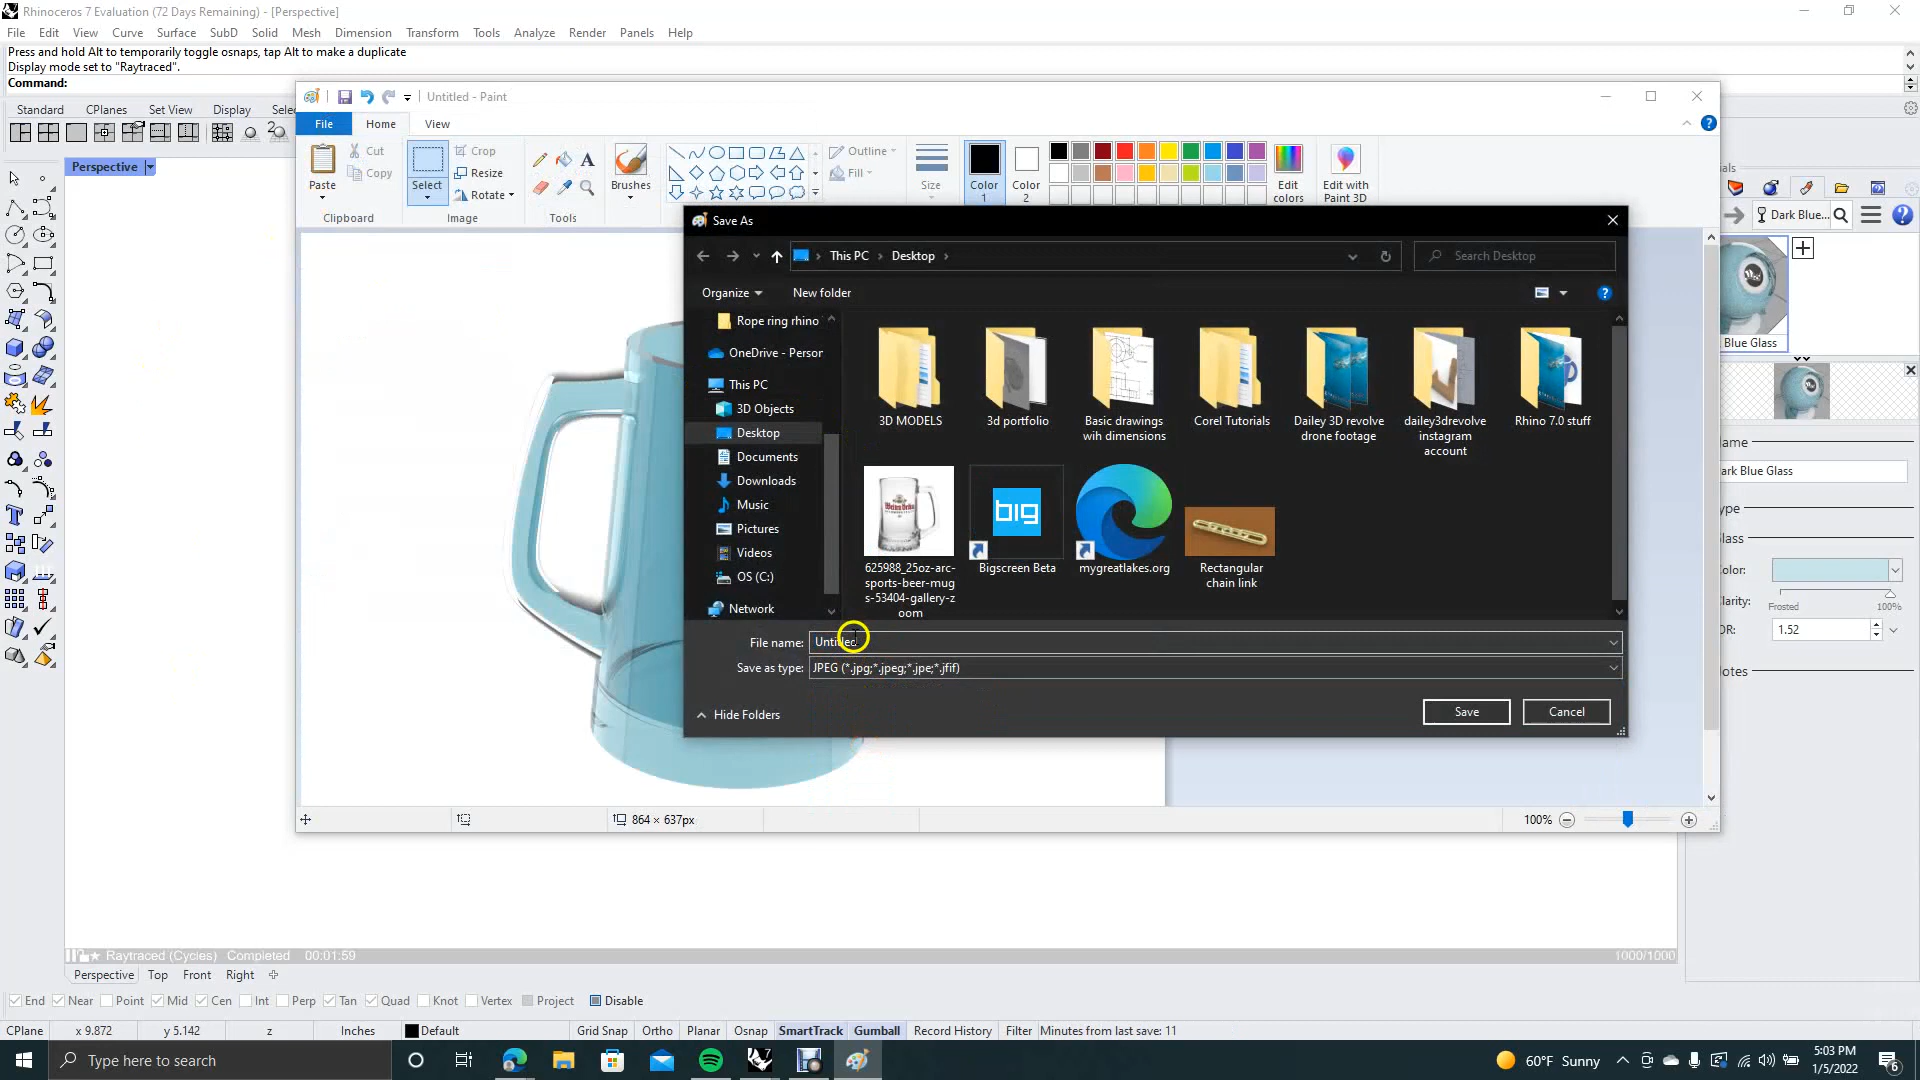 Rhinoceros 7 Evaluation (72 Days Remaining) - [Perspective]
File Edit View Curve Surface SubD Solid Mesh Dimension Transform Tools Analyze Render Panels Help
Press and hold Alt to temporarily toggle osnaps, tap Alt to make a duplicate
Display mode set to "Raytraced".
Command:
Standard CPlanes Set View Display
Perspective
Untitled - Paint
File Home View
Paste Cut Copy
Clipboard
Select Crop Resize Rotate
Image
Tools
Brushes
Outline
Fill
Size
Color 1
Color 2
Edit colors
Edit with Paint 3D
Save As
This PC Desktop
Search Desktop
Organize New folder
Rope ring rhino
OneDrive - Person
This PC
3D Objects
Desktop
Documents
Downloads
Music
Pictures
Videos
OS (C:)
Network
3D MODELS
3d portfolio
Basic drawings wih dimensions
Corel Tutorials
Dailey 3D revolve drone footage
dailey3drevolve instagram account
Rhino 7.0 stuff
big
625988_25oz-arc-
sports-beer-mug
s-53404-gallery-z
oom
Bigscreen Beta
mygreatlakes.org
Rectangular chain link
File name: Untitled
Save as type: JPEG (*.jpg;*.jpeg;*.jpe;*.jfif)
Hide Folders
Save Cancel
864 × 637px
100%
Dark Blue...
Blue Glass
ark Blue Glass
Frosted 100%
1.52
Raytraced (Cycles) Completed 00:01:59 1000/1000
Perspective Top Front Right
End Near Point Mid Cen Int Perp Tan Quad Knot Vertex Project Disable
CPlane x 9.872 y 5.142 z Inches Default Grid Snap Ortho Planar Osnap SmartTrack Gumball Record History Filter Minutes from last save: 11
Type here to search
60°F Sunny
5:03 PM
1/5/2022
6